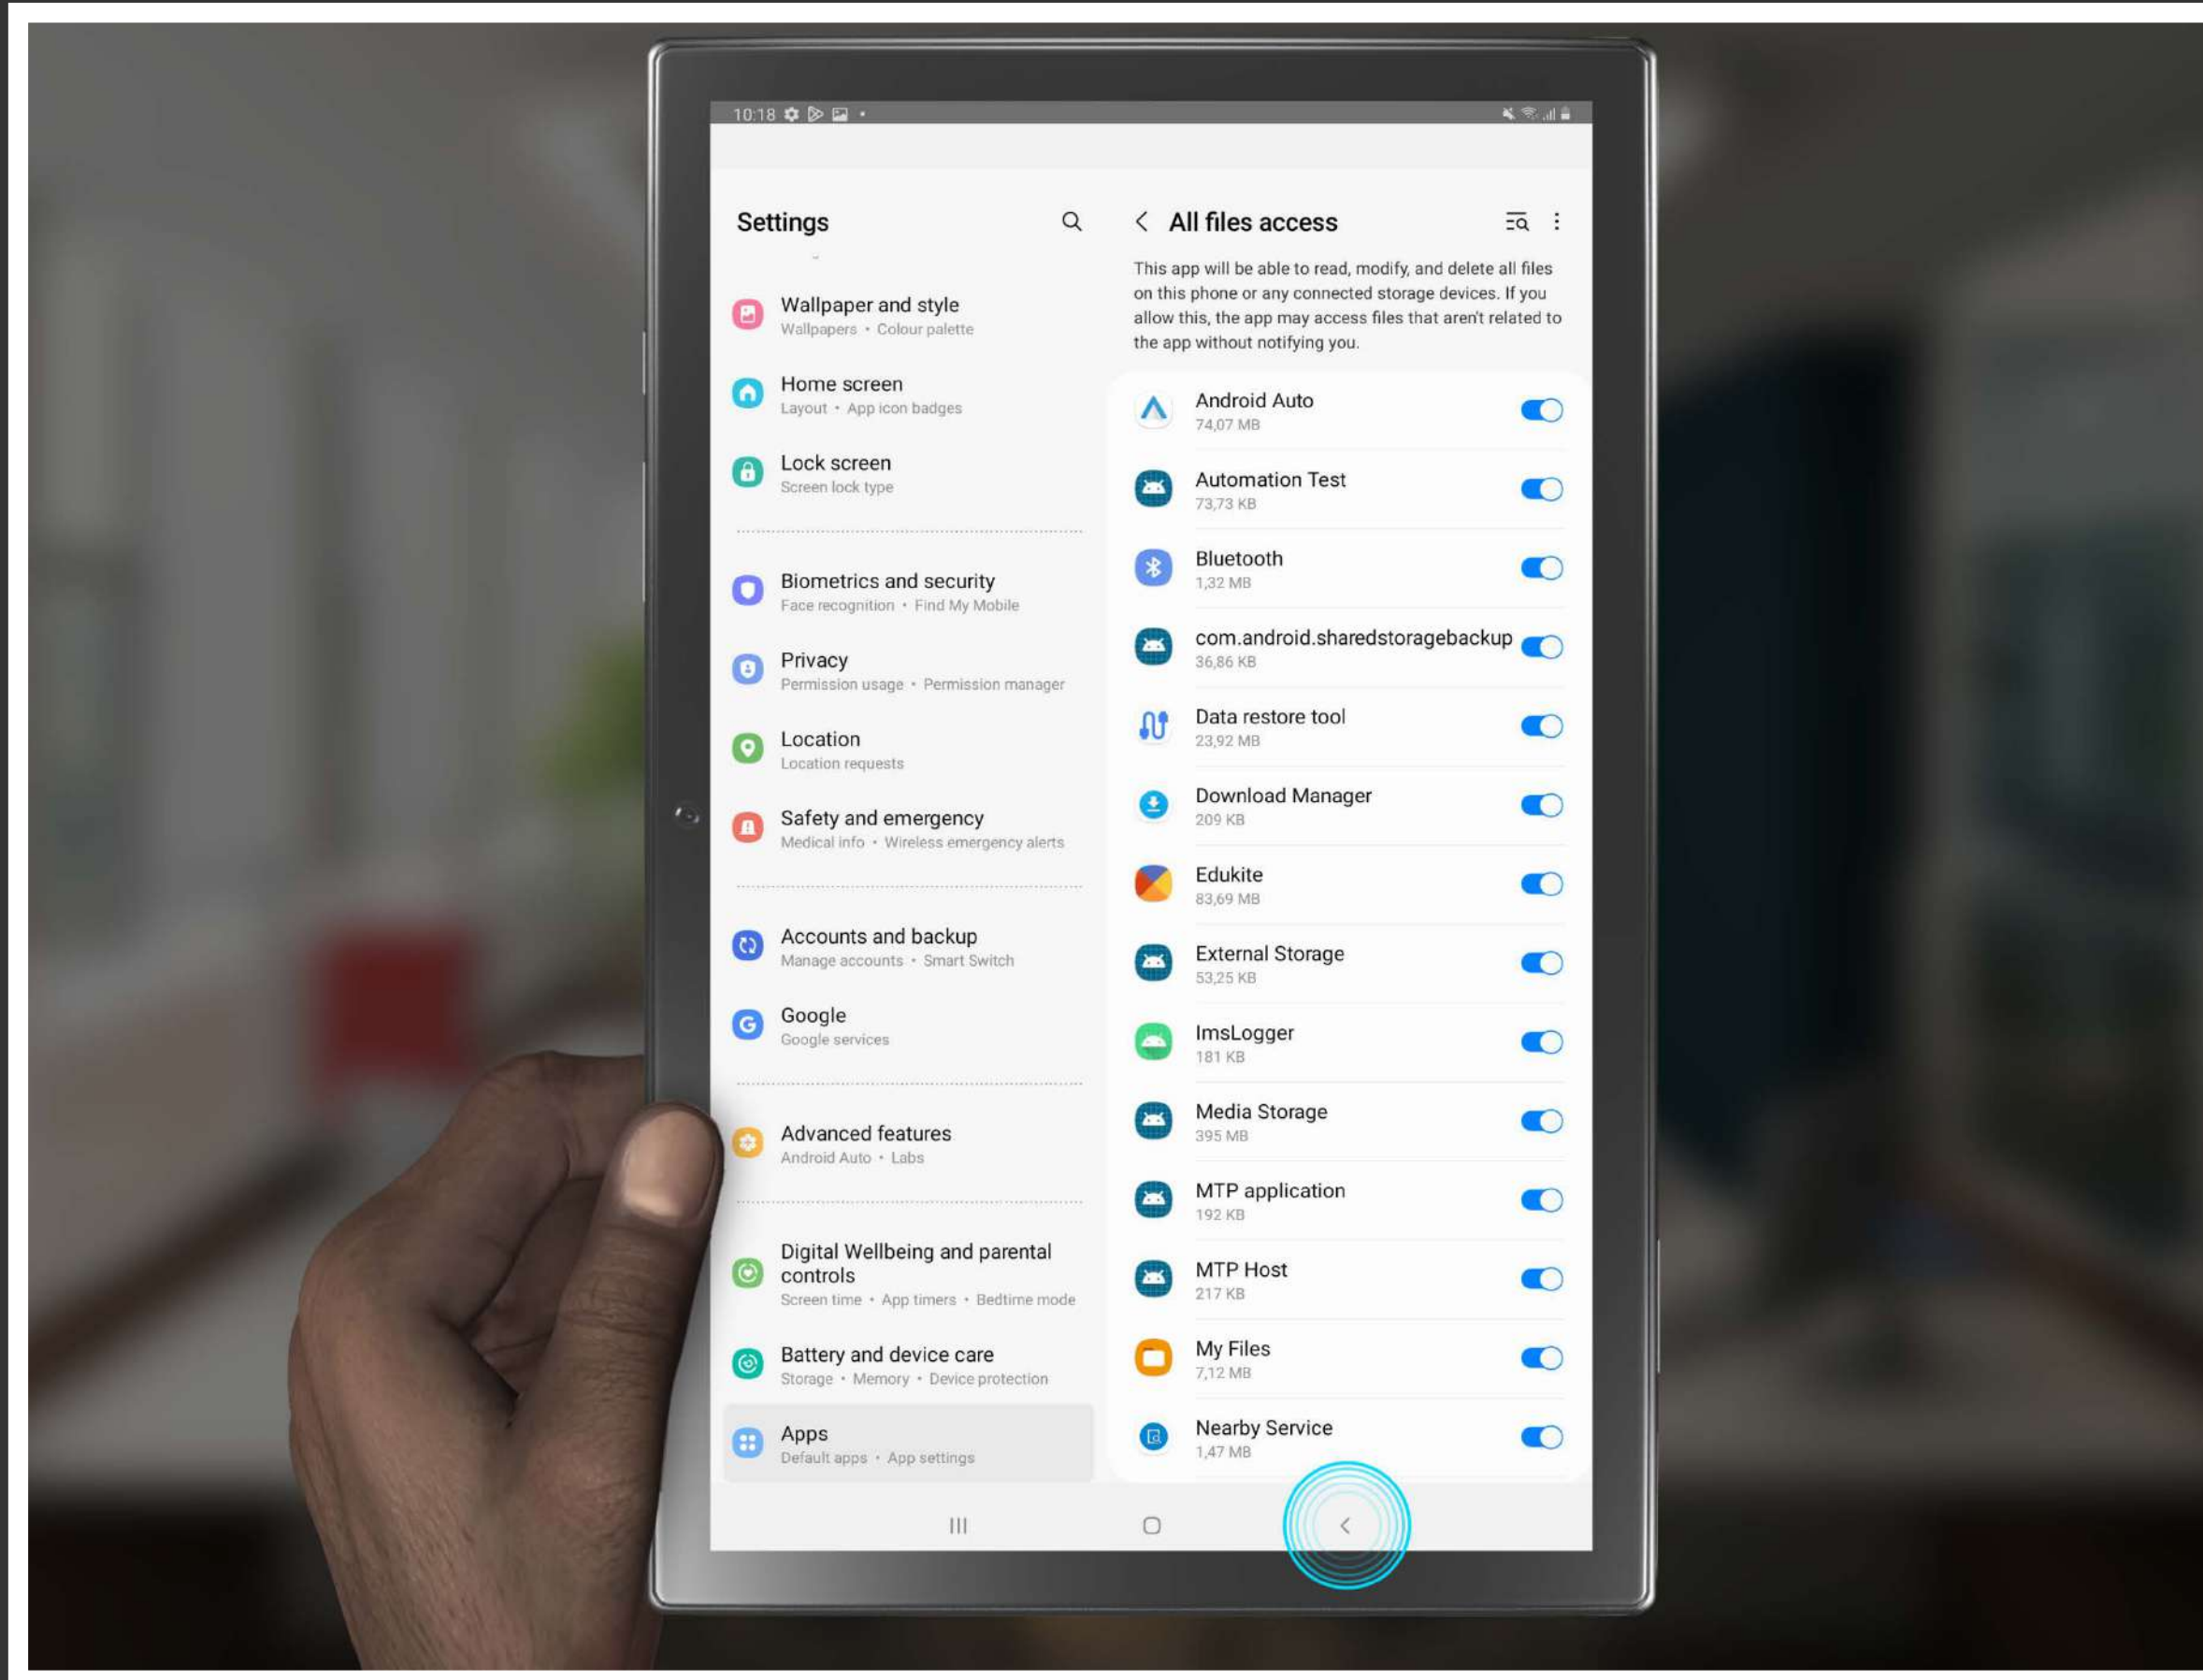 10:18
Settings
Wallpaper and style
Wallpapers • Colour palette
Home screen
Layout • App icon badges
Lock screen
Screen lock type
Biometrics and security
Face recognition • Find My Mobile
Privacy
Permission usage • Permission manager
Location
Location requests
Safety and emergency
Medical info • Wireless emergency alerts
Accounts and backup
Manage accounts • Smart Switch
Google
Google services
Advanced features
Android Auto • Labs
Digital Wellbeing and parental
controls
Screen time • App timers • Bedtime mode
Battery and device care
Storage • Memory • Device protection
Apps
Default apps • App settings
All files access
This app will be able to read, modify, and delete all files
on this phone or any connected storage devices. If you
allow this, the app may access files that aren't related to
the app without notifying you.
Android Auto
74,07 MB
Automation Test
73,73 KB
Bluetooth
1,32 MB
com.android.sharedstoragebackup
36,86 KB
Data restore tool
23,92 MB
Download Manager
209 KB
Edukite
83,69 MB
External Storage
53,25 KB
ImsLogger
181 KB
Media Storage
395 MB
MTP application
192 KB
MTP Host
217 KB
My Files
7,12 MB
Nearby Service
1,47 MB